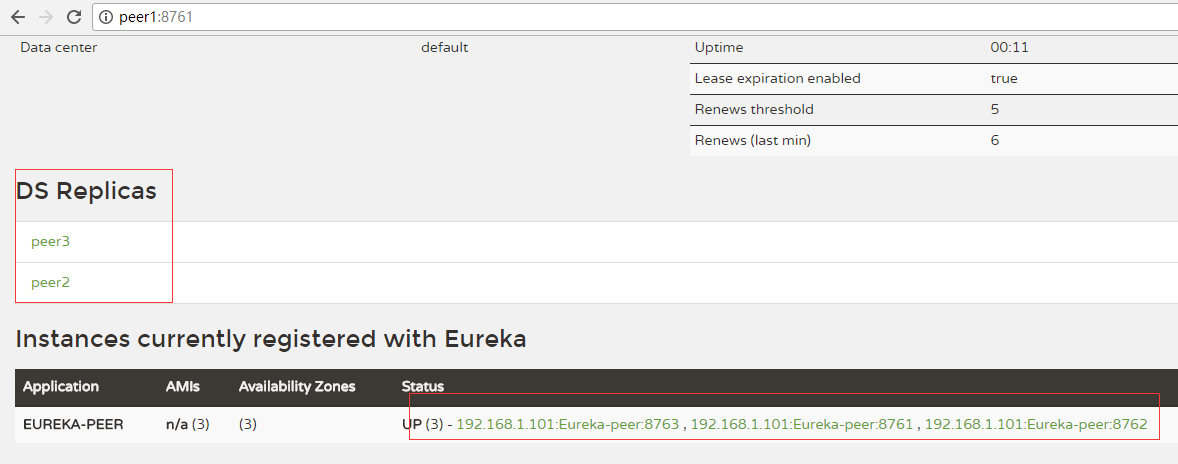 peer1:8761
Data center default Uptime 00:11
Lease expiration enabled true
Renews threshold 5
Renews (last min) 6
DS Replicas
peer3
peer2
Instances currently registered with Eureka
Application AMIs Availability Zones Status
EUREKA-PEER n/a (3) (3) UP (3) - 192.168.1.101:Eureka-peer:8763 , 192.168.1.101:Eureka-peer:8761 , 192.168.1.101:Eureka-peer:8762